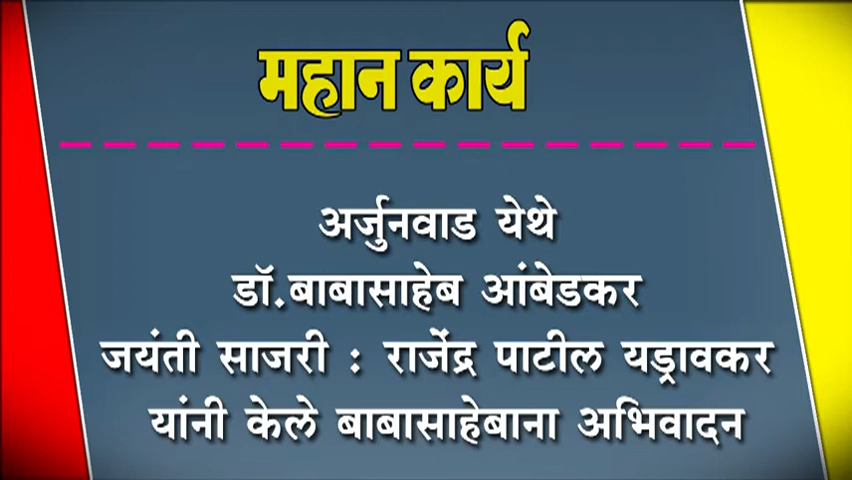 महान कार्य
अर्जुनवाड येथे
डॉ.बाबासाहेब आंबेडकर
जयंती साजरी : राजेंद्र पाटील यड्रावकर
यांनी केले बाबासाहेबाना अभिवादन